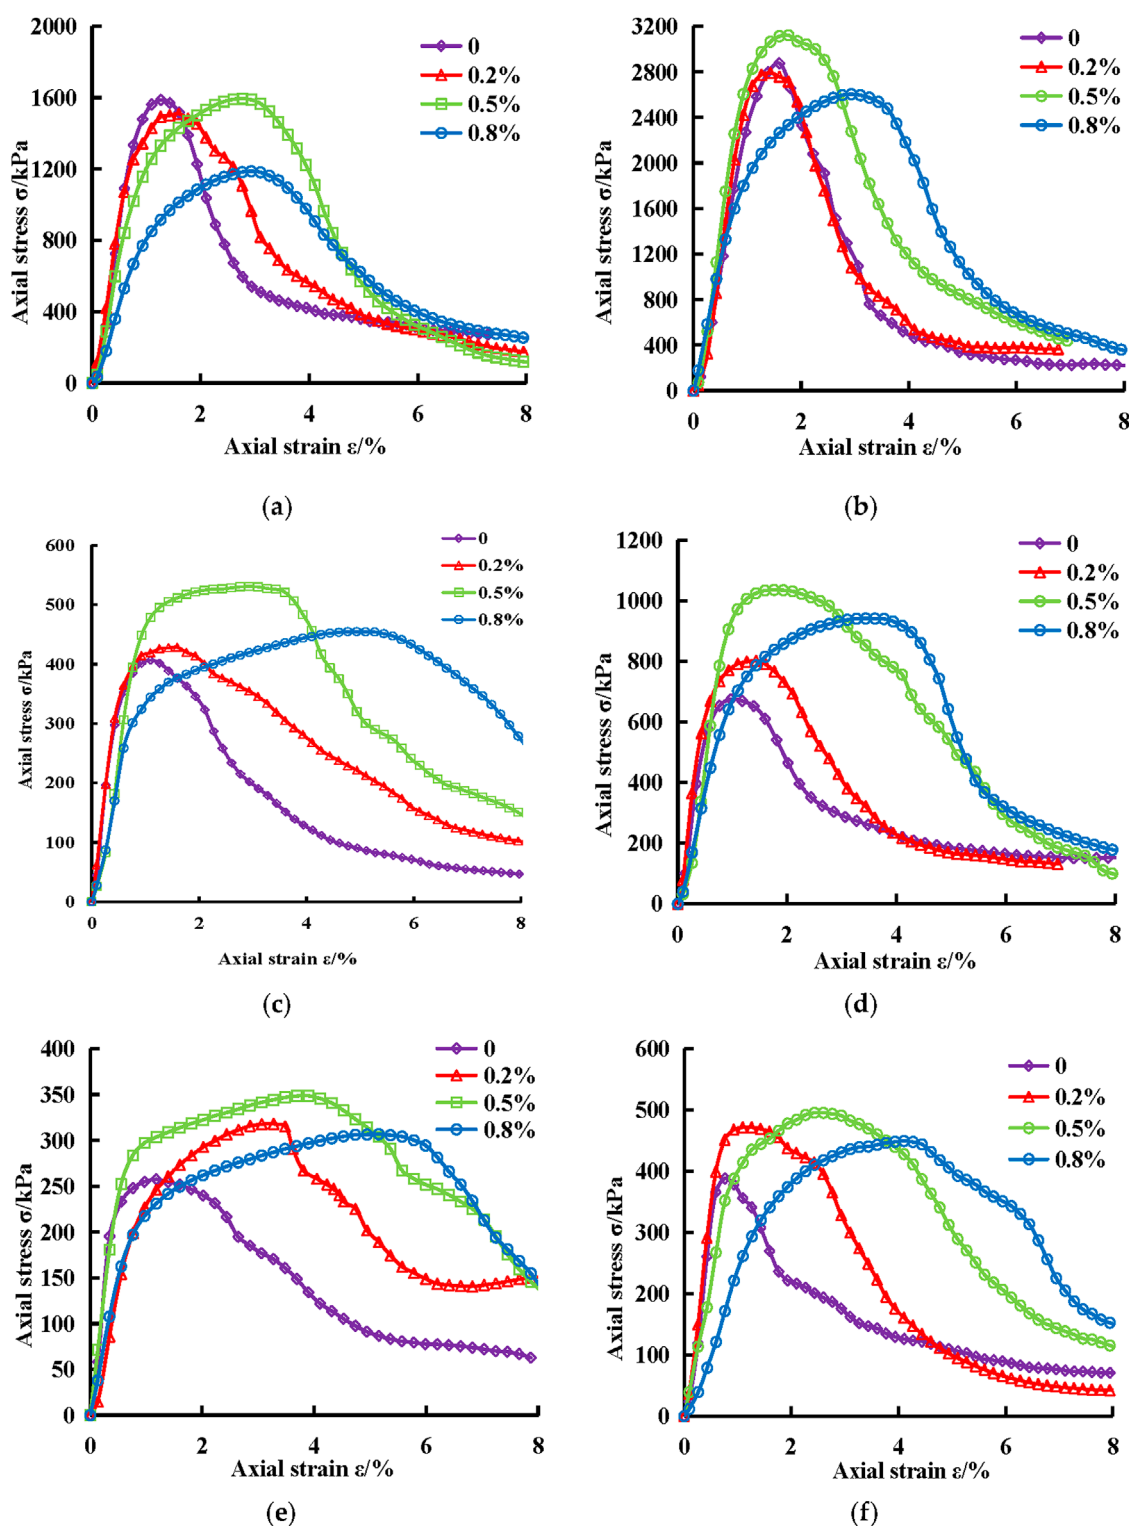 2000
1600
1200
800
400
0
0 2 4 6 8
Axial stress σ/kPa
Axial strain ε/%
0
0.2%
0.5%
0.8%
(a)
3200
2800
2400
2000
1600
1200
800
400
0
0 2 4 6 8
Axial stress σ/kPa
Axial strain ε/%
0
0.2%
0.5%
0.8%
(b)
600
500
400
300
200
100
0
0 2 4 6 8
Axial stress σ/kPa
Axial strain ε/%
0
0.2%
0.5%
0.8%
(c)
1200
1000
800
600
400
200
0
0 2 4 6 8
Axial stress σ/kPa
Axial strain ε/%
0
0.2%
0.5%
0.8%
(d)
400
350
300
250
200
150
100
50
0
0 2 4 6 8
Axial stress σ/kPa
Axial strain ε/%
0
0.2%
0.5%
0.8%
(e)
600
500
400
300
200
100
0
0 2 4 6 8
Axial stress σ/kPa
Axial strain ε/%
0
0.2%
0.5%
0.8%
(f)